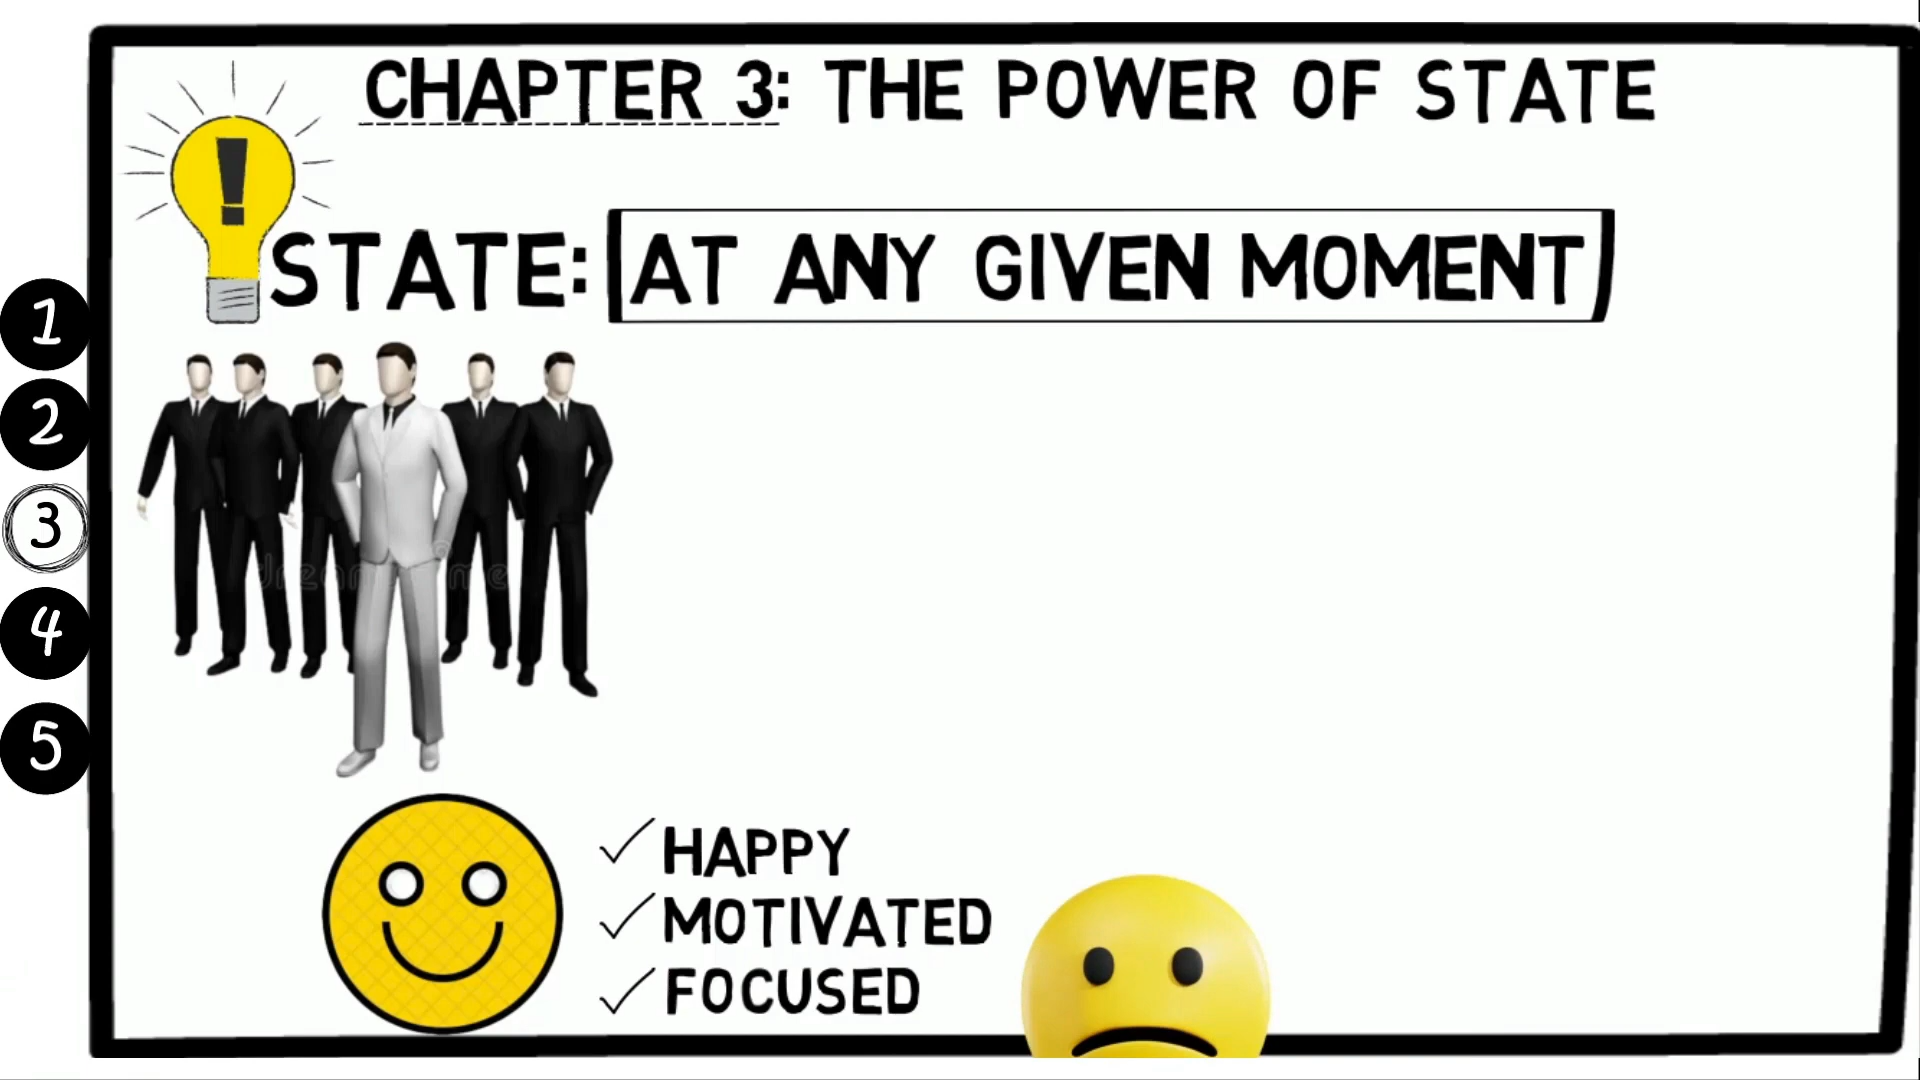 CHAPTER 3: THE POWER OF STATE
!
STATE: AT ANY GIVEN MOMENT
1
2
3
4
5
HAPPY
MOTIVATED
FOCUSED